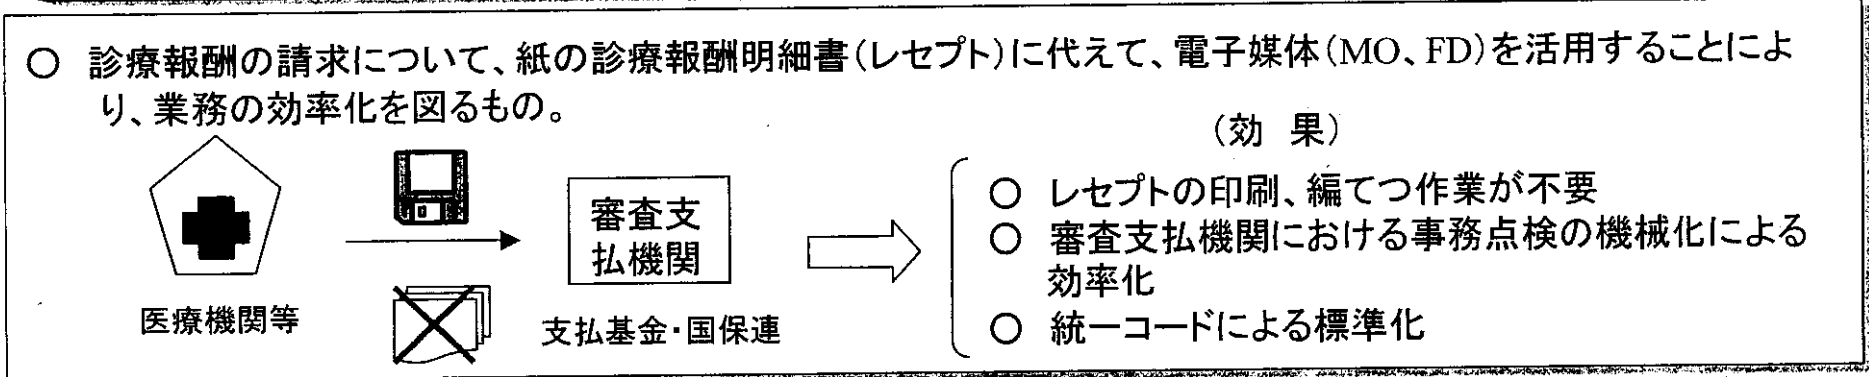 ○ 診療報酬の請求について、紙の診療報酬明細書(レセプト)に代えて、電子媒体(MO、FD)を活用することによ
り、業務の効率化を図るもの。
医療機関等
審査支
払機関
支払基金・国保連
(効 果)
○ レセプトの印刷、編てつ作業が不要
○ 審査支払機関における事務点検の機械化による
効率化
○ 統一コードによる標準化